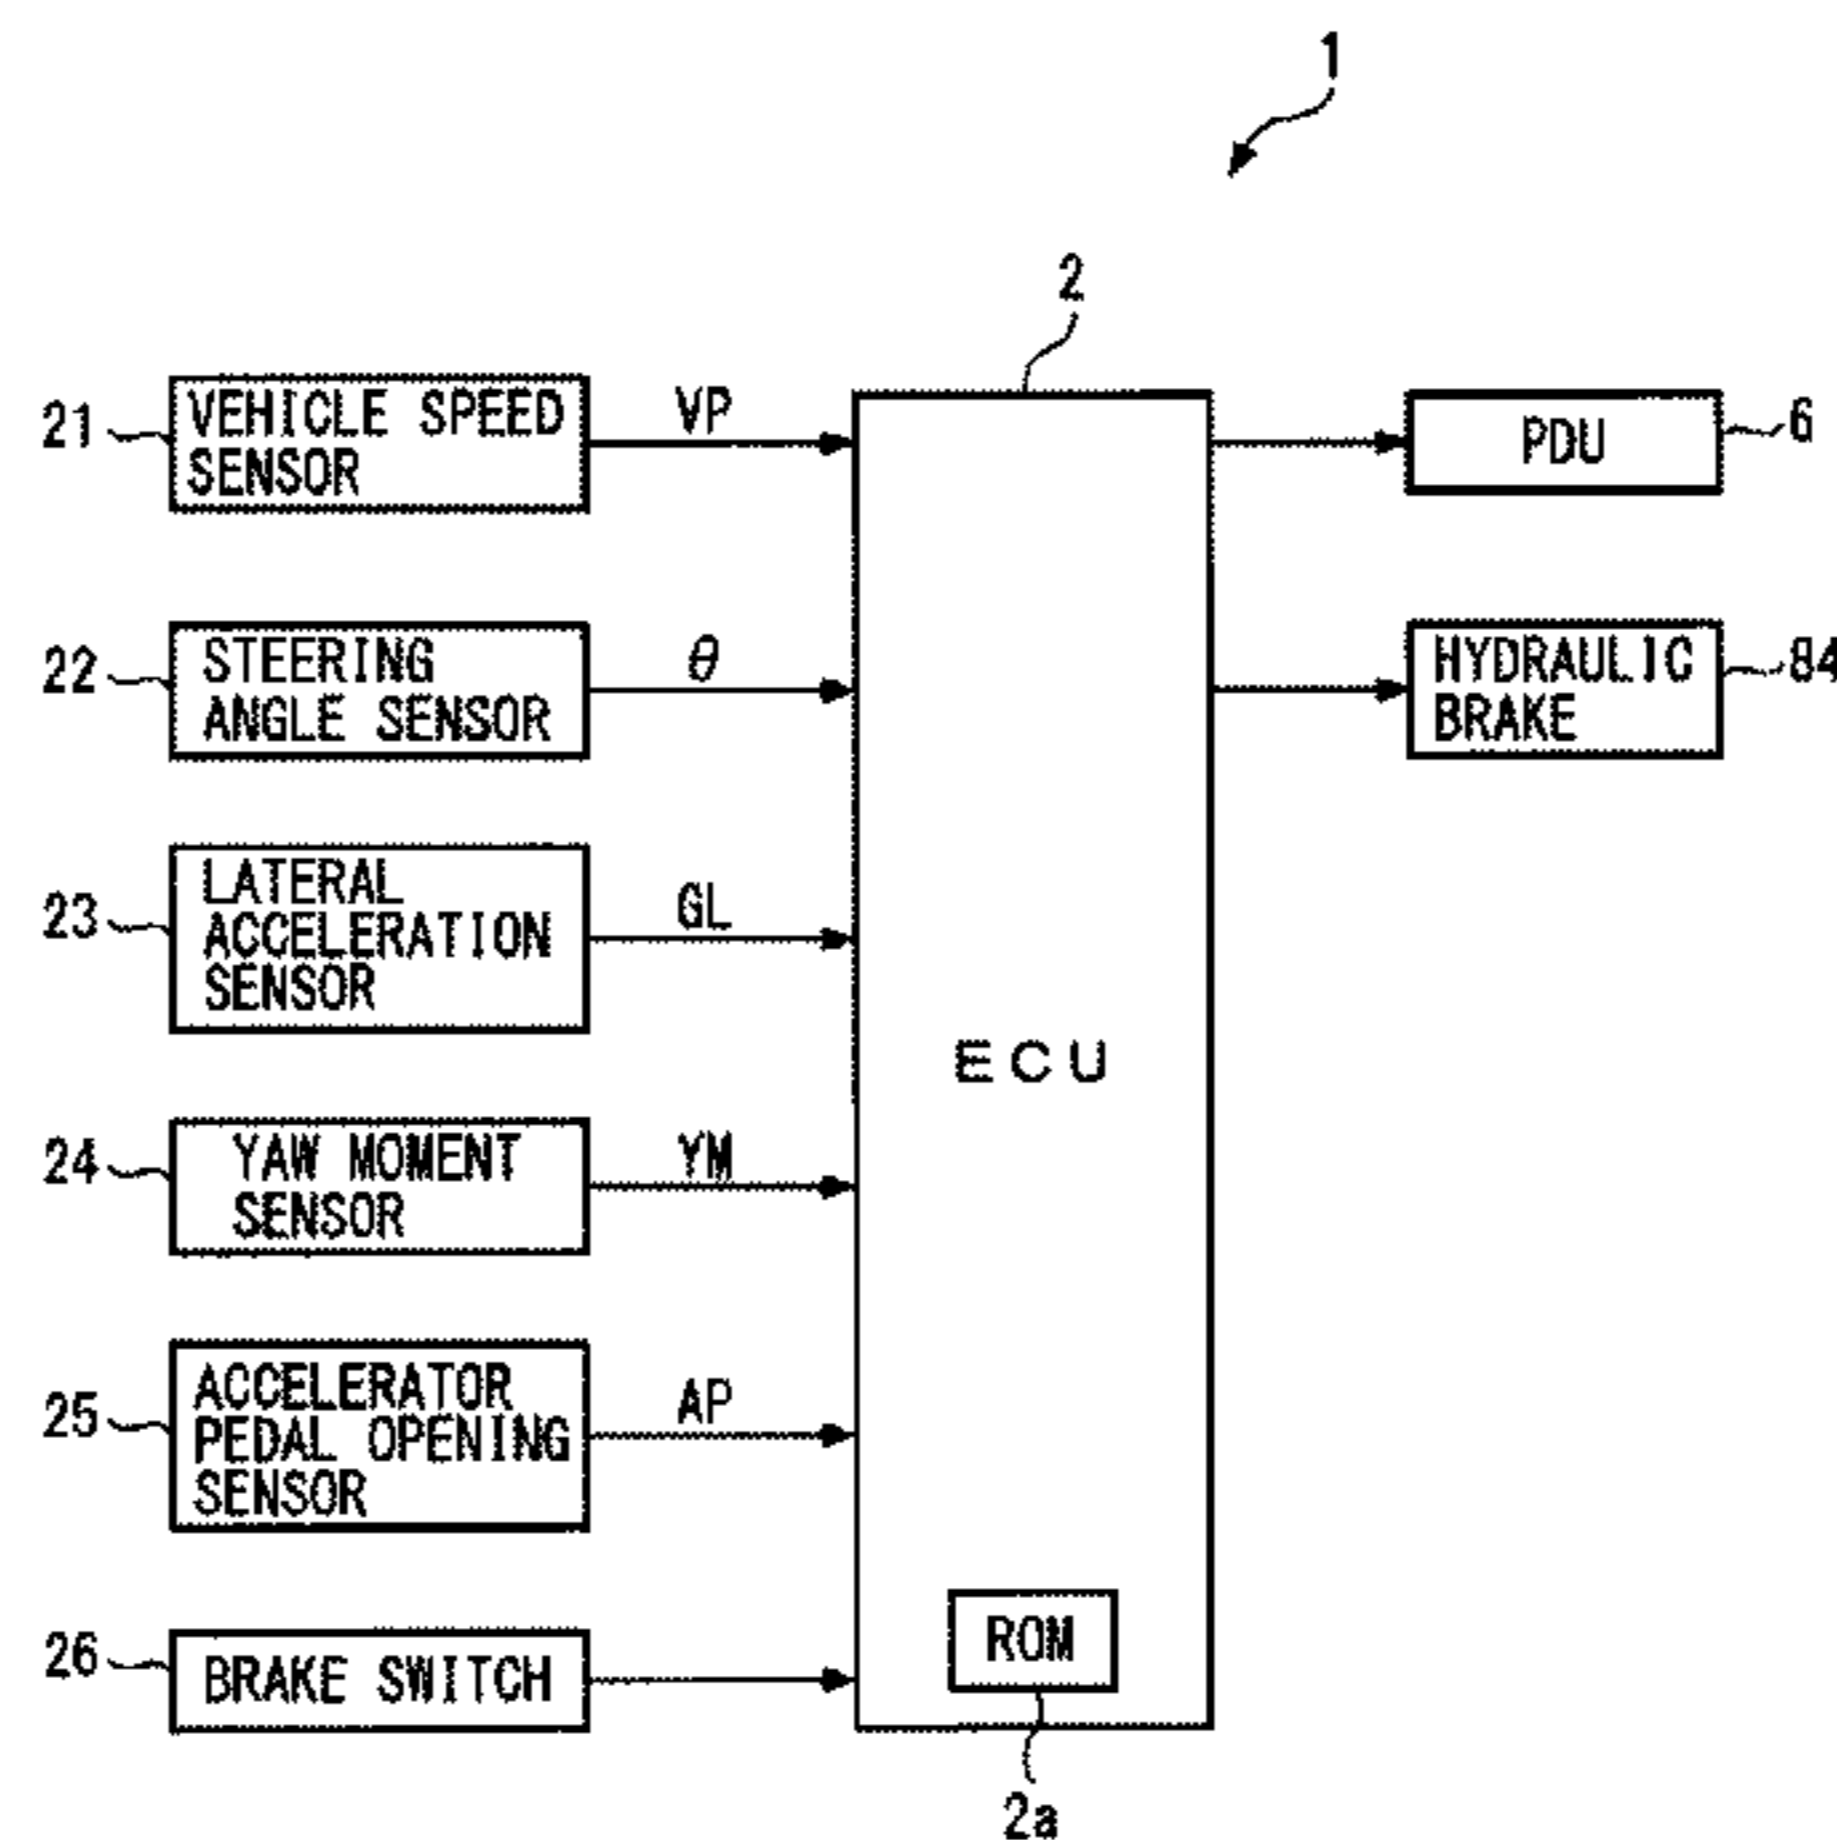 1
2
21
VEHICLE SPEED
SENSOR
VP
PDU
6
22
STEERING
ANGLE SENSOR
θ
HYDRAULIC
BRAKE
84
23
LATERAL
ACCELERATION
SENSOR
GL
ECU
24
YAW MOMENT
SENSOR
YM
25
ACCELERATOR
PEDAL OPENING
SENSOR
AP
26
BRAKE SWITCH
ROM
2a